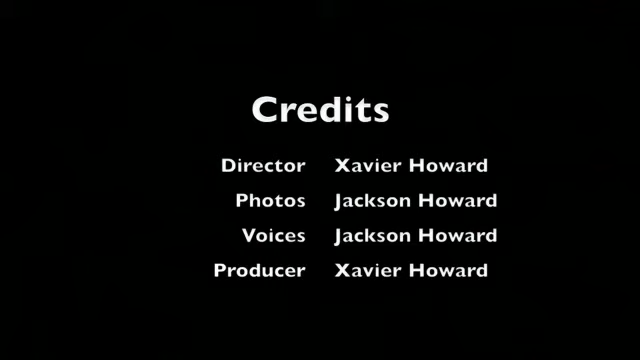 Credits
Director Xavier Howard
Photos Jackson Howard
Voices Jackson Howard
Producer Xavier Howard